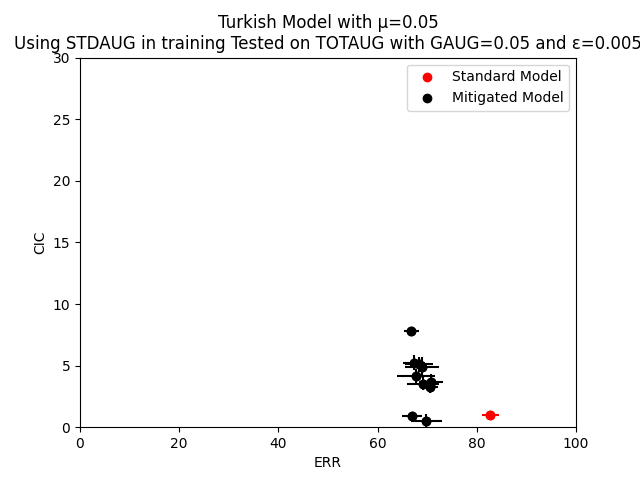 Turkish Model with μ=0.05
Using STDAUG in training Tested on TOTAUG with GAUG=0.05 and ε=0.005
Standard Model
Mitigated Model
30
25
20
15
10
5
0
CIC
0 20 40 60 80 100
ERR